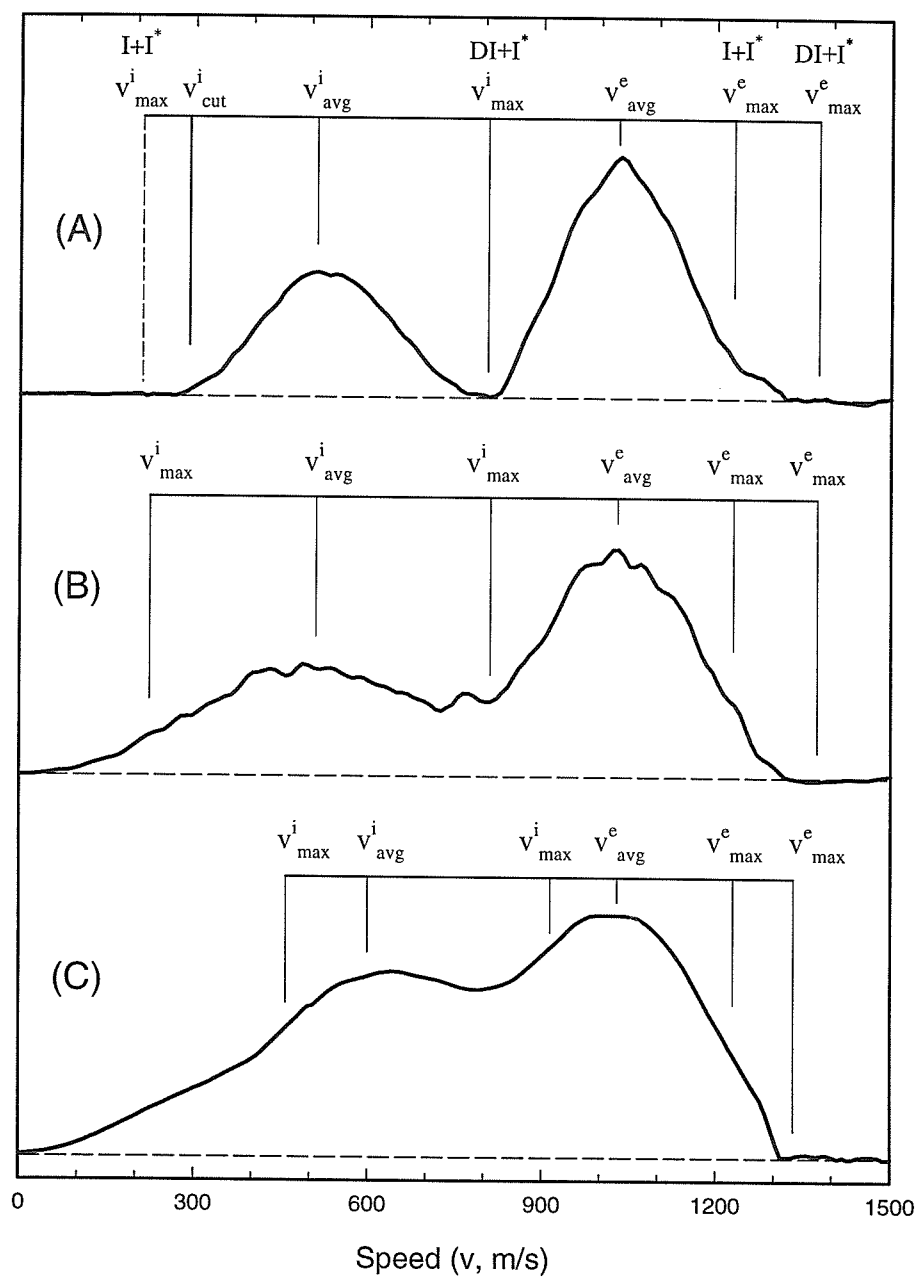 I+I* DI+I* I+I* DI+I*
v^i_max v^i_cut v^i_avg v^i_max v^e_avg v^e_max v^e_max
(A)
v^i_max v^i_avg v^i_max v^e_avg v^e_max v^e_max
(B)
v^i_max v^i_avg v^i_max v^e_avg v^e_max v^e_max
(C)
0 300 600 900 1200 1500
Speed (v, m/s)